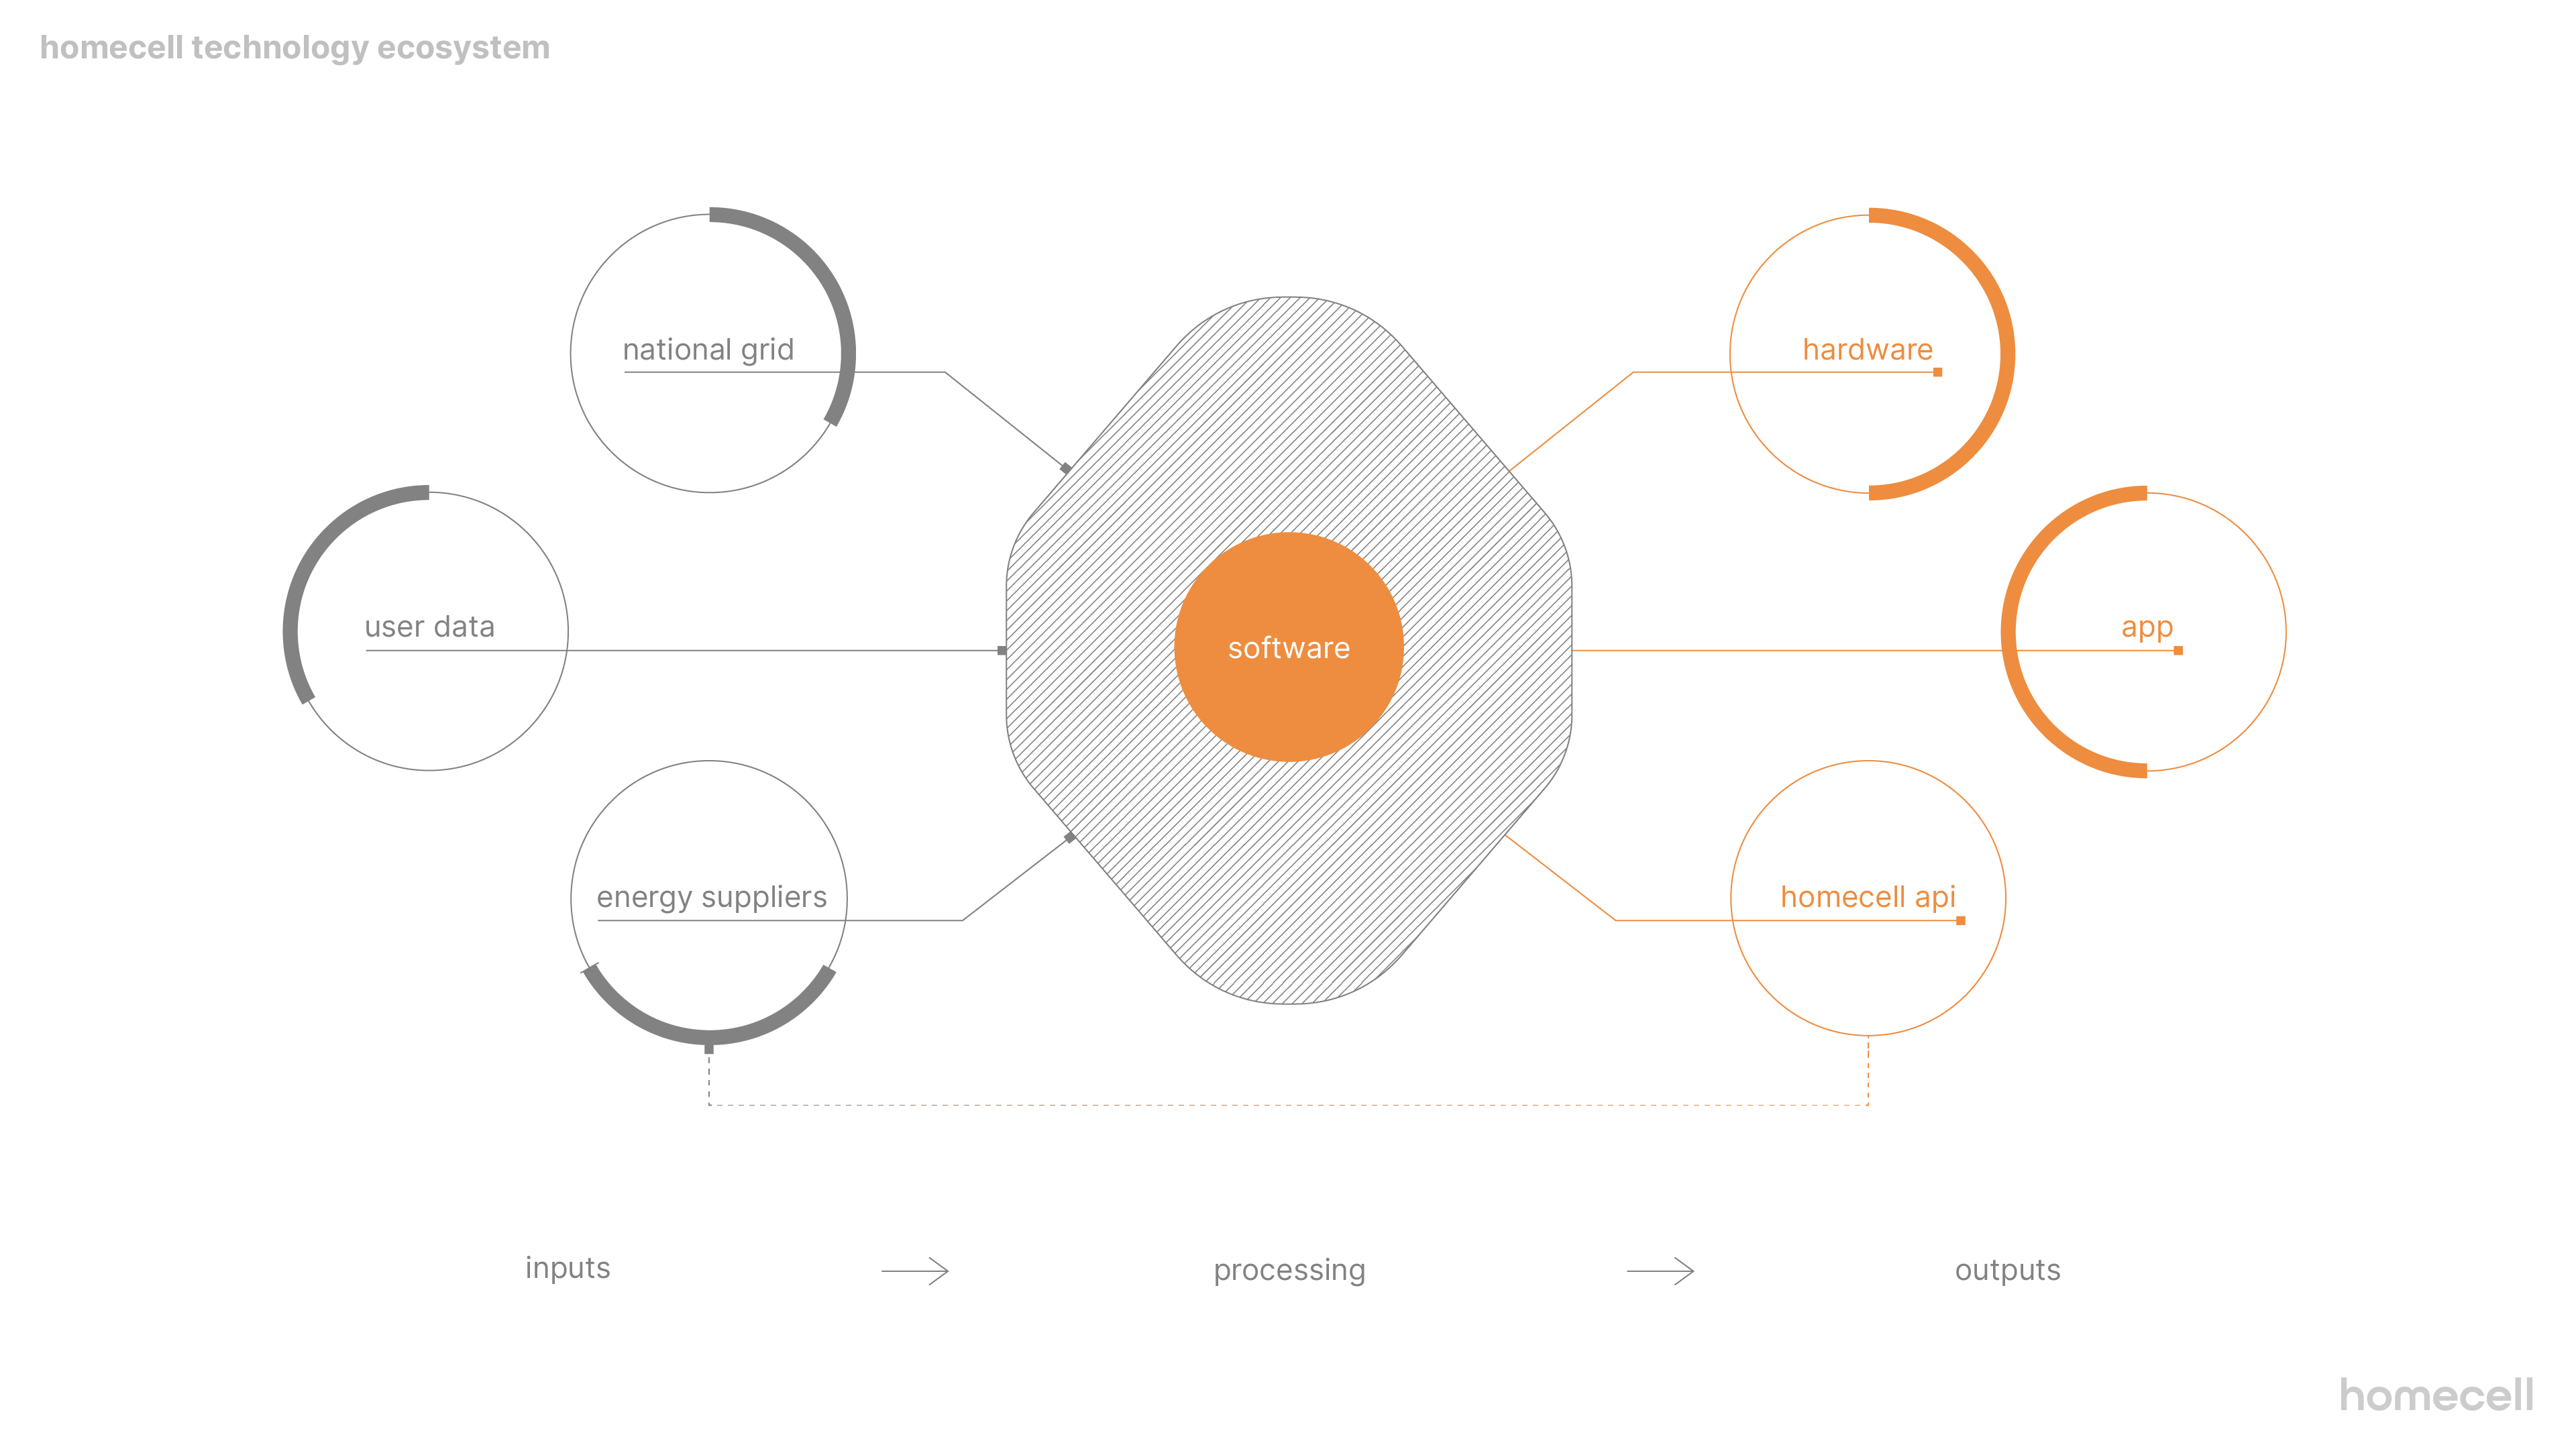 homecell technology ecosystem
national grid
hardware
user data
software
app
energy suppliers
homecell api
inputs
processing
outputs
homecell